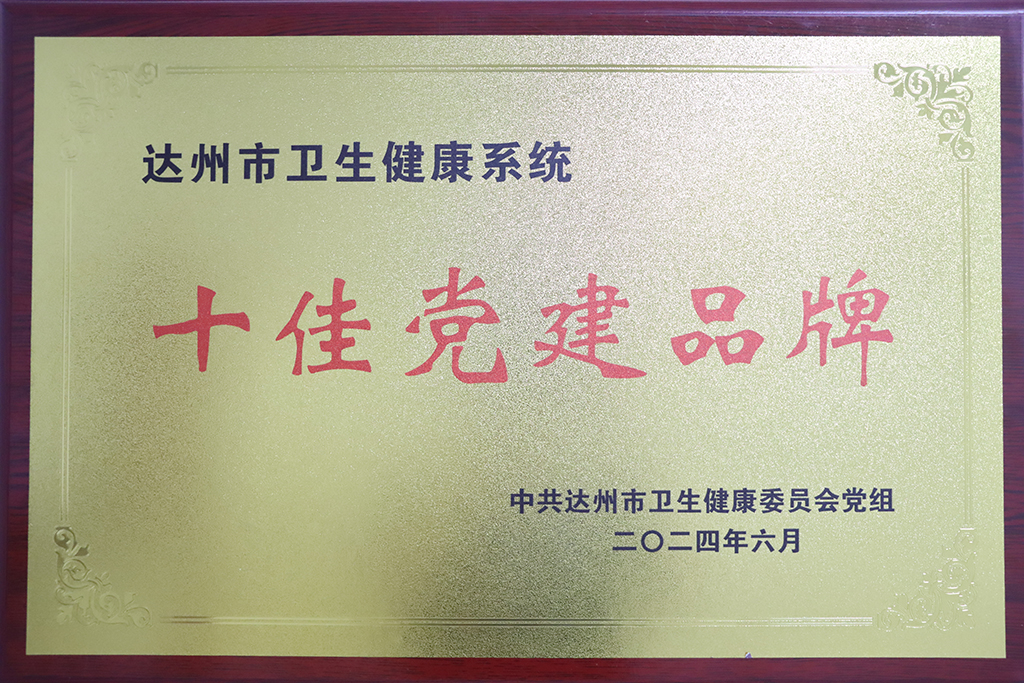 达州市卫生健康系统
十佳党建品牌
中共达州市卫生健康委员会党组
二〇二四年六月